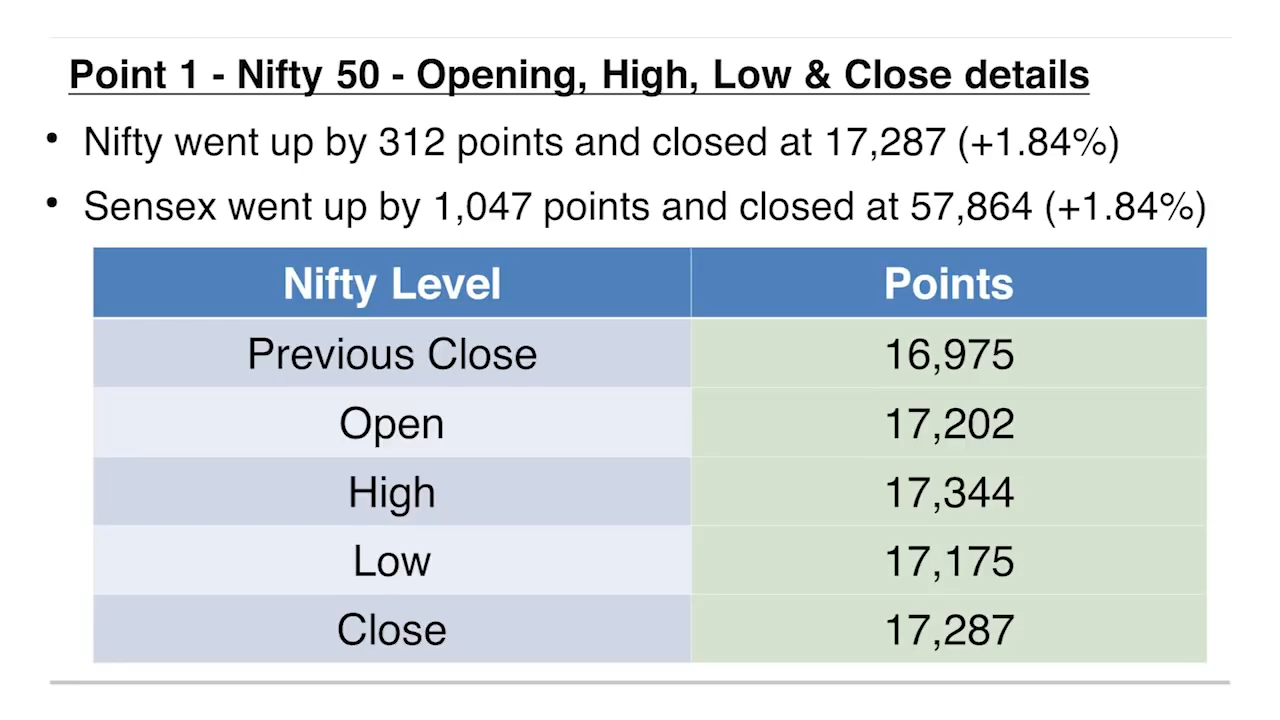 Point 1 - Nifty 50 - Opening, High, Low & Close details
• Nifty went up by 312 points and closed at 17,287 (+1.84%)
• Sensex went up by 1,047 points and closed at 57,864 (+1.84%)
Nifty Level Points
Previous Close 16,975
Open 17,202
High 17,344
Low 17,175
Close 17,287